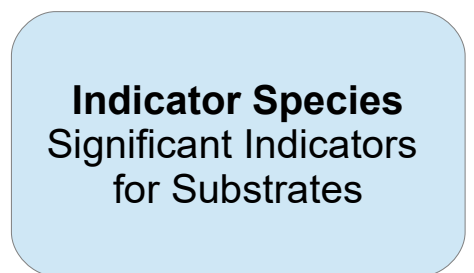 Indicator Species
Significant Indicators
for Substrates